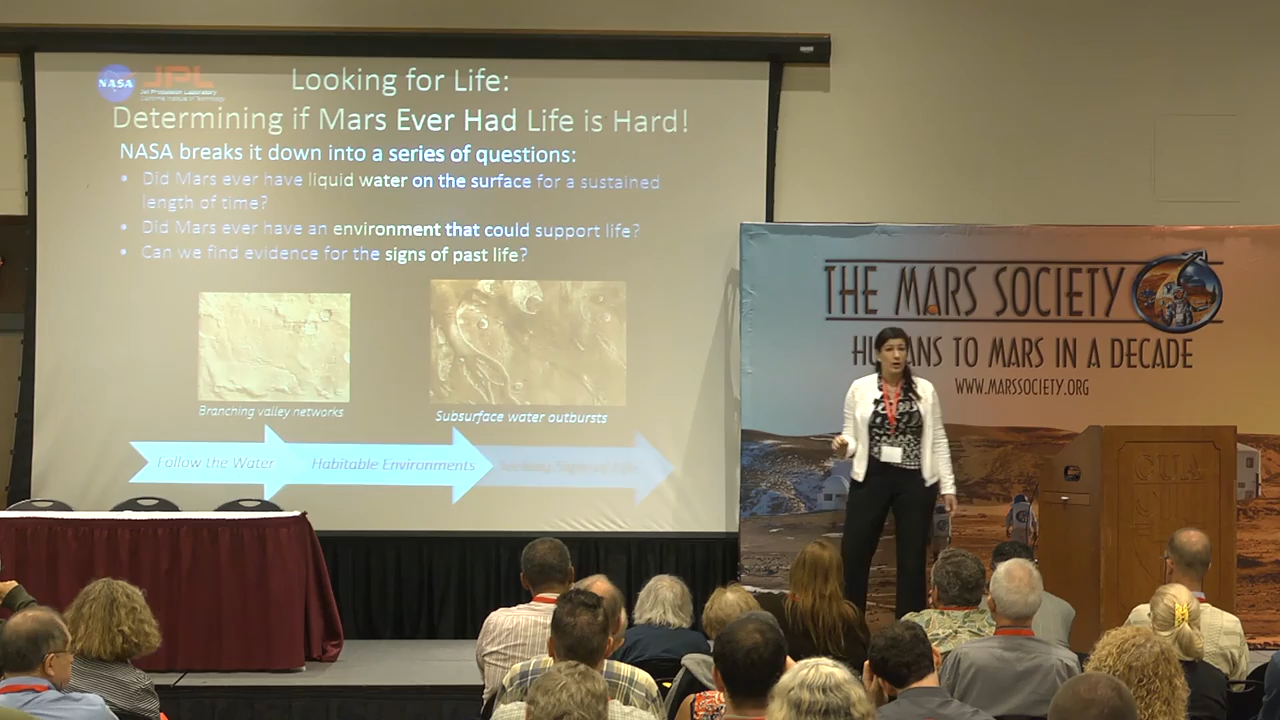 NASA
JPL
Jet Propulsion Laboratory
California Institute of Technology
Looking for Life:
Determining if Mars Ever Had Life is Hard!
NASA breaks it down into a series of questions:
• Did Mars ever have liquid water on the surface for a sustained
length of time?
• Did Mars ever have an environment that could support life?
• Can we find evidence for the signs of past life?
Branching valley networks
Subsurface water outbursts
Follow the Water
Habitable Environments
THE MARS SOCIETY
HUMANS TO MARS IN A DECADE
WWW.MARSSOCIETY.ORG
CUA